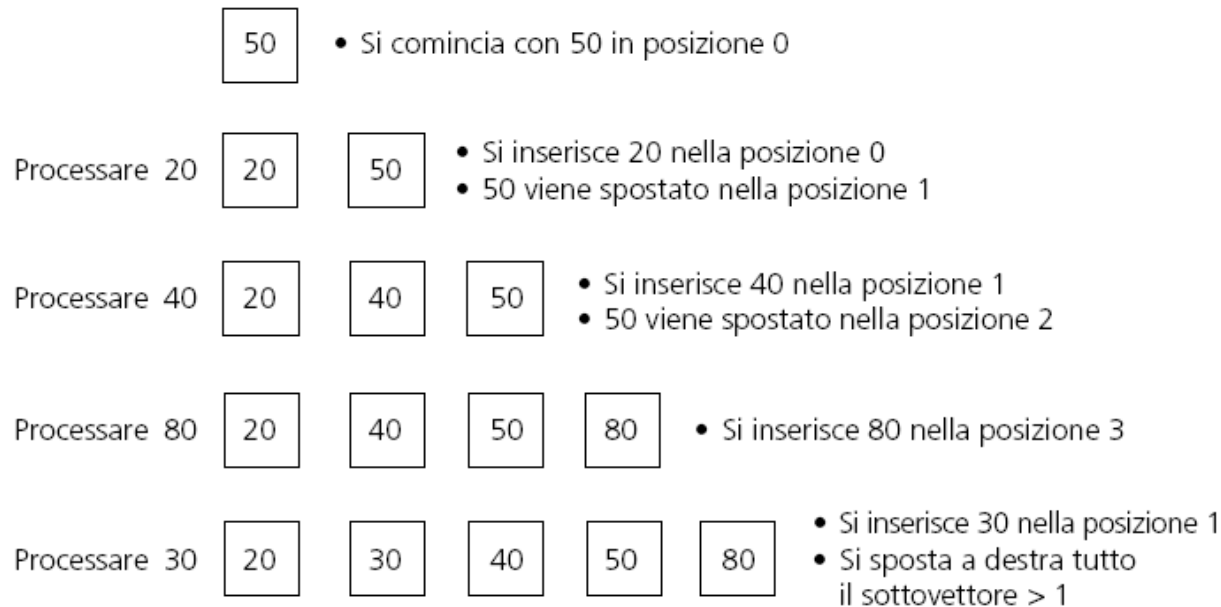 50 • Si comincia con 50 in posizione 0
Processare 20 20 50 • Si inserisce 20 nella posizione 0
• 50 viene spostato nella posizione 1
Processare 40 20 40 50 • Si inserisce 40 nella posizione 1
• 50 viene spostato nella posizione 2
Processare 80 20 40 50 80 • Si inserisce 80 nella posizione 3
Processare 30 20 30 40 50 80 • Si inserisce 30 nella posizione 1
• Si sposta a destra tutto
il sottovettore > 1